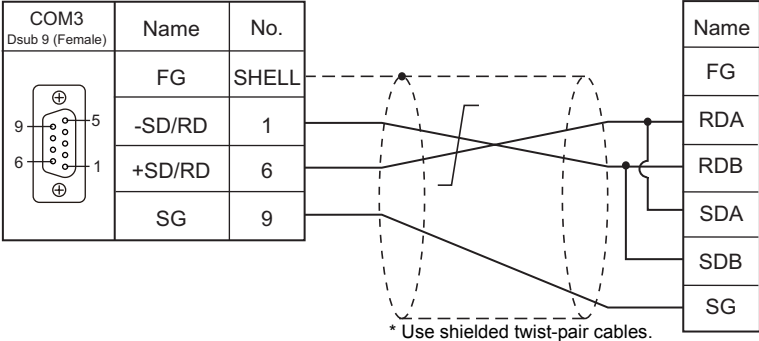 COM3
Dsub 9 (Female)
Name
No.
Name
FG
SHELL
FG
9
5
-SD/RD
1
RDA
6
1
+SD/RD
6
RDB
SG
9
SDA
SDB
SG
* Use shielded twist-pair cables.